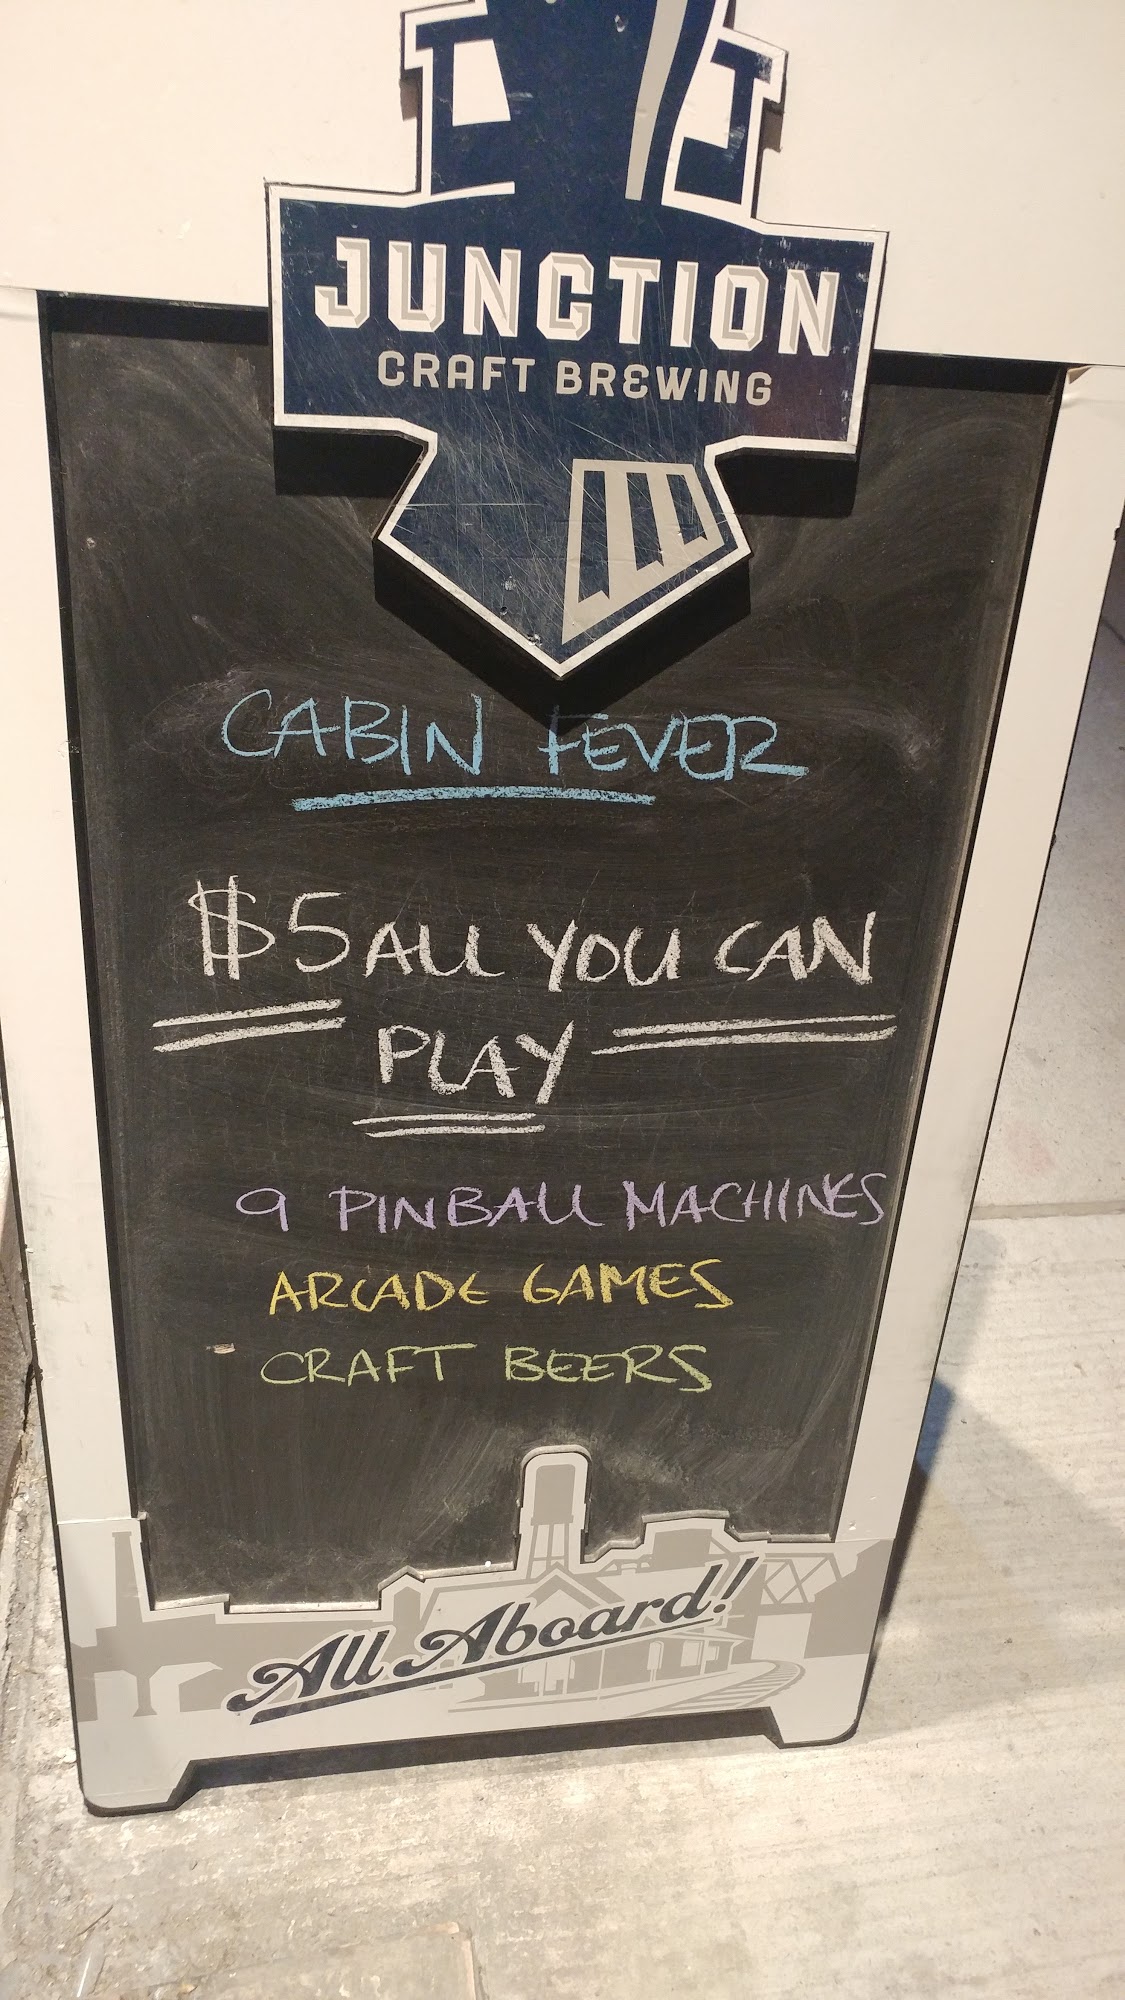 JUNCTION
CRAFT BREWING
CABIN FEVER
$5 ALL YOU CAN
PLAY
9 PINBALL MACHINES
ARCADE GAMES
CRAFT BEERS
All Aboard!